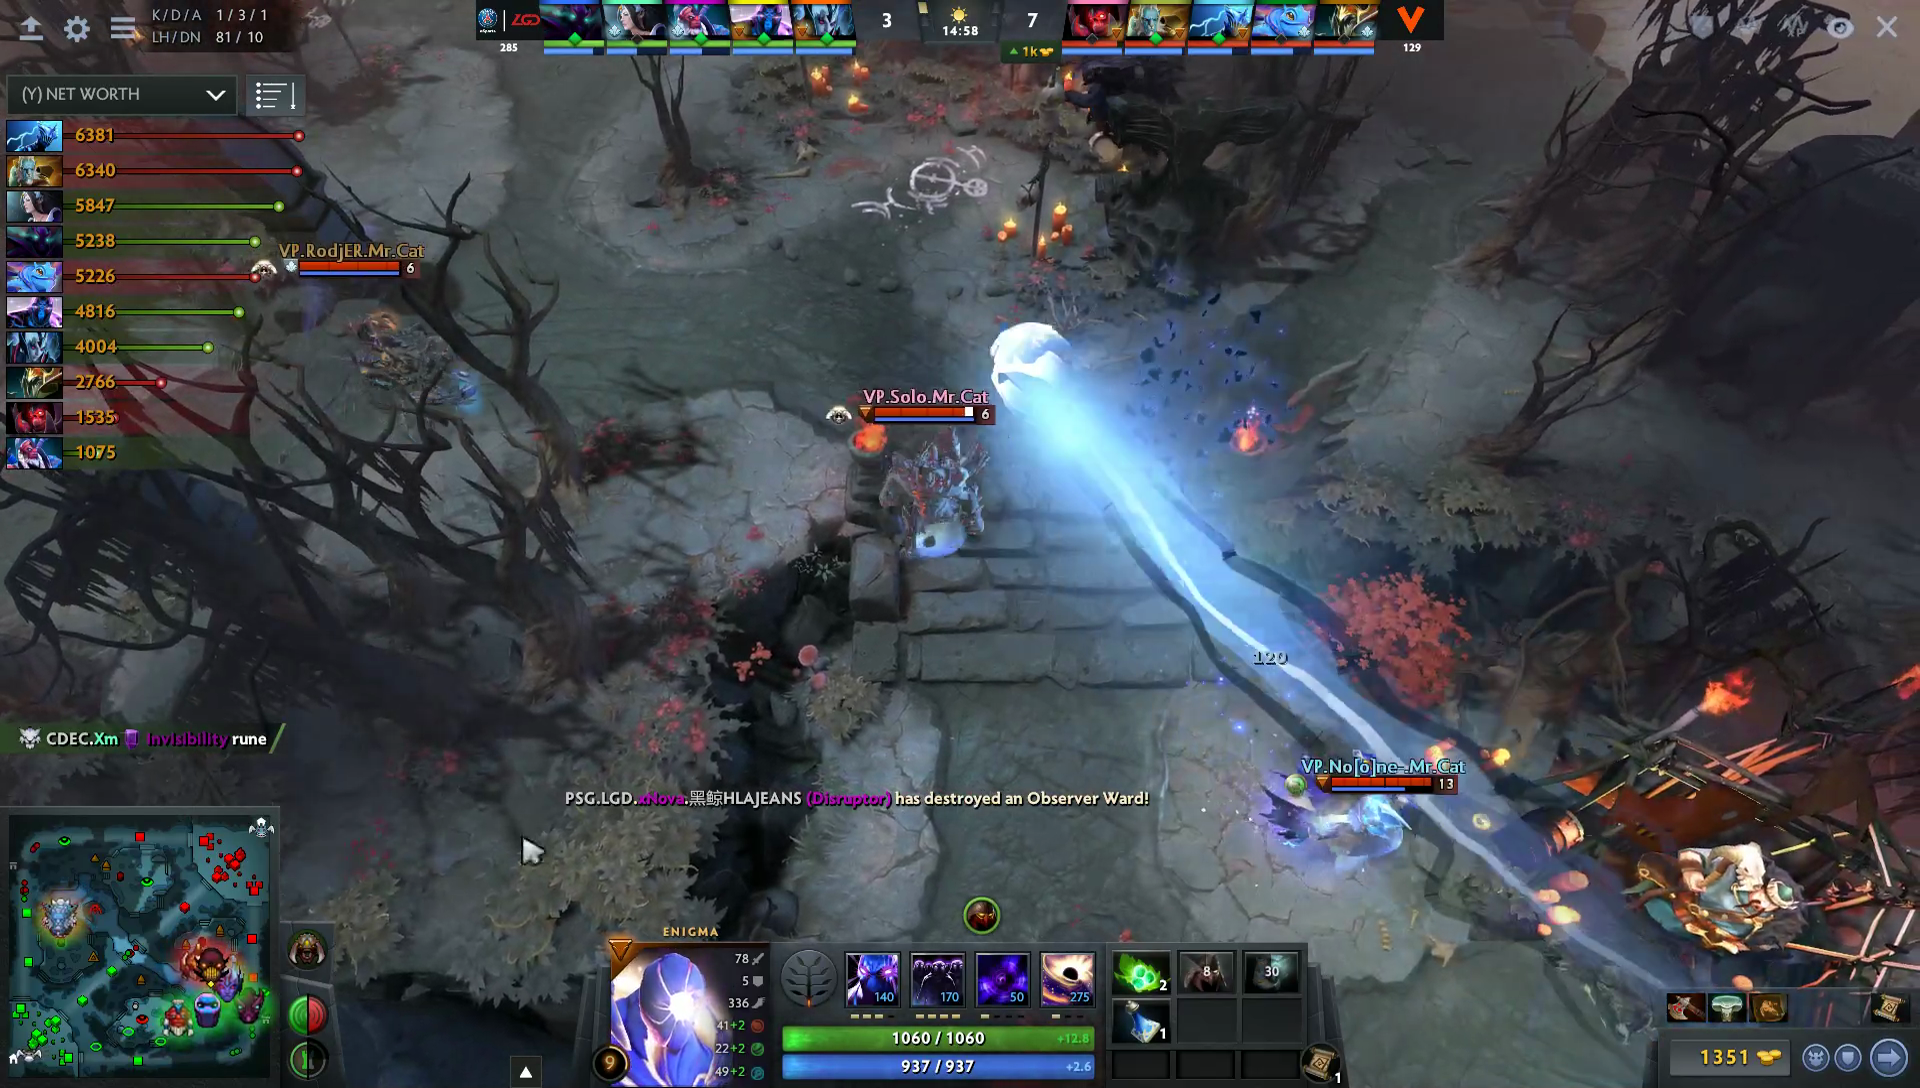 K/D/A 1/3/1
LH/DN 81/10
LGD
285
3
14:58
7
1k
129
(Y) NET WORTH
6381
6340
5847
5238
5226
4816
4004
2766
1535
1075
VP.RodjER.Mr.Cat
6
VP.Solo.Mr.Cat
6
120
CDEC.Xm Invisibility rune
VP.No[o]ne-.Mr.Cat
13
PSG.LGD.xNova.黑鲸HLAJEANS (Disruptor) has destroyed an Observer Ward!
ENIGMA
78
5
336
41+2
22+2
49+2
9
140
170
50
275
1060 / 1060
+12.8
937 / 937
+2.6
2
8
30
1
1
1351